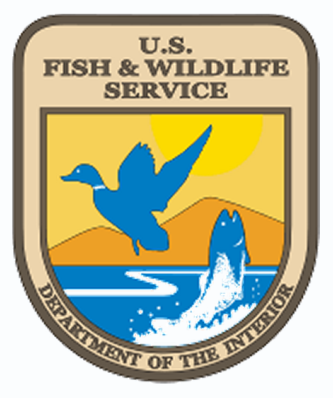 U.S.
FISH & WILDLIFE
SERVICE
DEPARTMENT OF THE INTERIOR